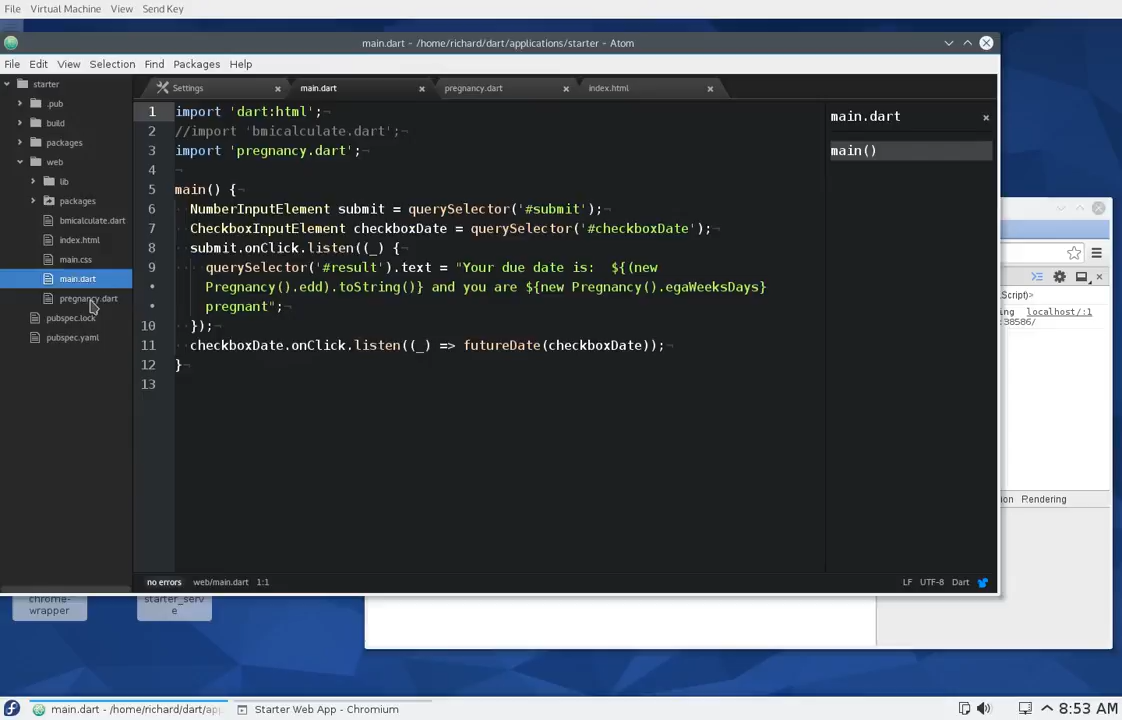 File Virtual Machine View Send Key
main.dart - /home/richard/dart/applications/starter - Atom
File Edit View Selection Find Packages Help
starter
.pub
build
packages
web
lib
packages
bmicalculate.dart
index.html
main.css
main.dart
pregnancy.dart
pubspec.lock
pubspec.yaml
Settings main.dart pregnancy.dart index.html
1 import 'dart:html';
2 //import 'bmicalculate.dart';
3 import 'pregnancy.dart';
4
5 main() {
6 NumberInputElement submit = querySelector('#submit');
7 CheckboxInputElement checkboxDate = querySelector('#checkboxDate');
8 submit.onClick.listen((_) {
9 querySelector('#result').text = "Your due date is:  ${(new
• Pregnancy().edd).toString()} and you are ${new Pregnancy().egaWeeksDays}
• pregnant";
10 });
11 checkboxDate.onClick.listen((_) => futureDate(checkboxDate));
12 }
13
main.dart
main()
no errors web/main.dart 1:1
LF UTF-8 Dart
Script)>
ng localhost/:1
38586/
on Rendering
chrome-
wrapper
starter_serv
e
main.dart - /home/richard/dart/app
Starter Web App - Chromium
8:53 AM